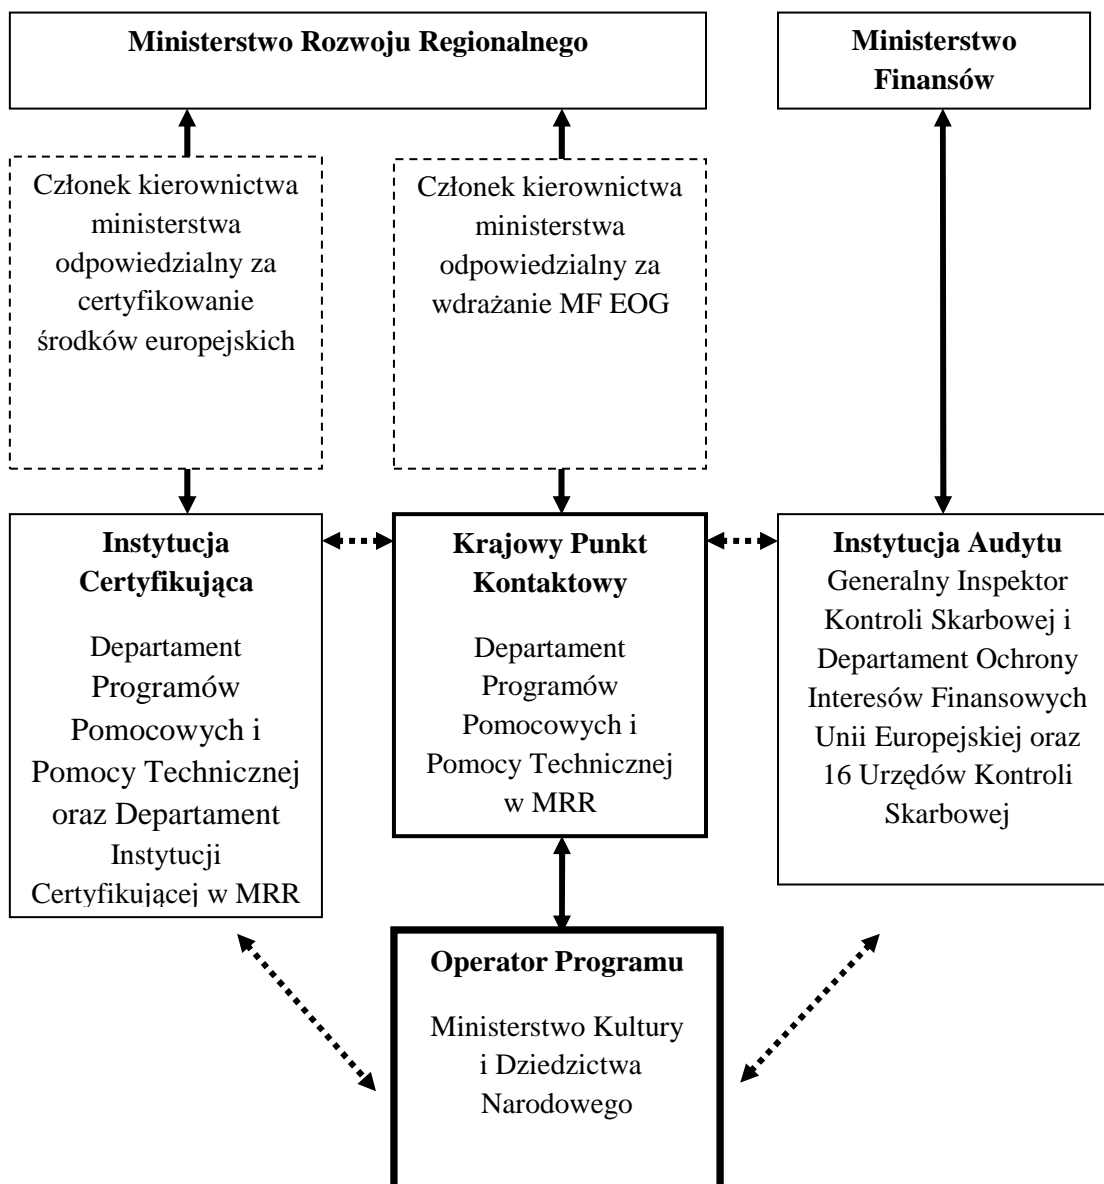 Ministerstwo Rozwoju Regionalnego
Ministerstwo
Finansów
Członek kierownictwa
ministerstwa
odpowiedzialny za
certyfikowanie
środków europejskich
Członek kierownictwa
ministerstwa
odpowiedzialny za
wdrażanie MF EOG
Instytucja
Certyfikująca
Departament
Programów
Pomocowych i
Pomocy Technicznej
oraz Departament
Instytucji
Certyfikującej w MRR
Krajowy Punkt
Kontaktowy
Departament
Programów
Pomocowych i
Pomocy Technicznej
w MRR
Instytucja Audytu
Generalny Inspektor
Kontroli Skarbowej i
Departament Ochrony
Interesów Finansowych
Unii Europejskiej oraz
16 Urzędów Kontroli
Skarbowej
Operator Programu
Ministerstwo Kultury
i Dziedzictwa
Narodowego